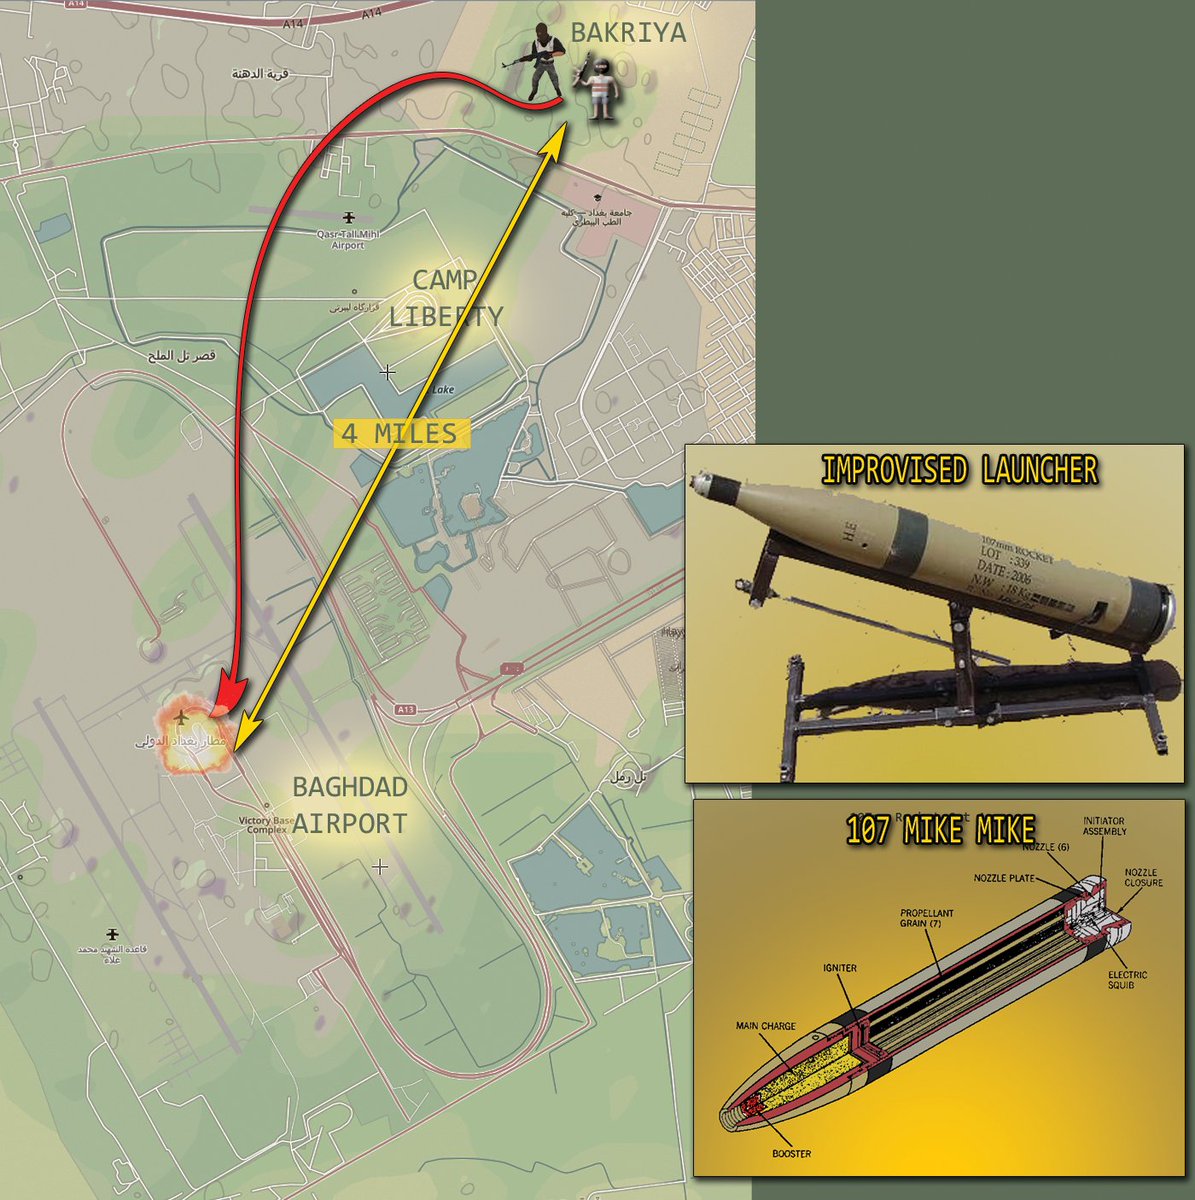 A14
A14
A14
BAKRIYA
قرية الدهنة
جامعة بغداد — كلية
الطب البيطري
Qasr Tall Mihl
Airport
CAMP
LIBERTY
قرارگاه لیبرتی
قصر تل الملح
Lake
4 MILES
A13
مطار بغداد الدولي
تل رمل
BAGHDAD
AIRPORT
Victory Base
Complex
قاعدة الشهيد محمد
علاء
IMPROVISED LAUNCHER
H.E
107mm ROCKET
LOT : 339
DATE : 2006
N.W : 18 Kg
107 MIKE MIKE
INITIATOR
ASSEMBLY
NOZZLE (6)
NOZZLE PLATE
NOZZLE
CLOSURE
PROPELLANT
GRAIN (7)
IGNITER
ELECTRIC
SQUIB
MAIN CHARGE
BOOSTER